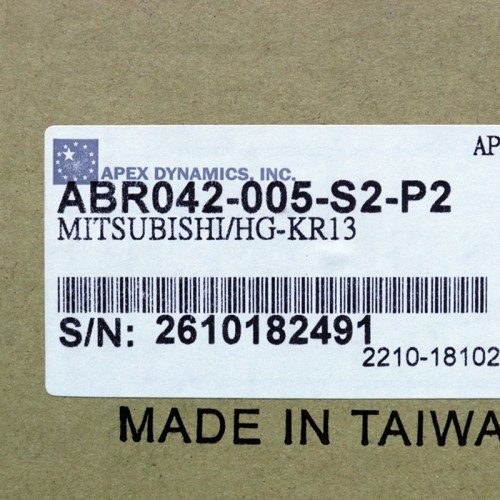 AP
APEX DYNAMICS, INC.
ABR042-005-S2-P2
MITSUBISHI/HG-KR13
S/N: 2610182491
2210-18102
MADE IN TAIWA